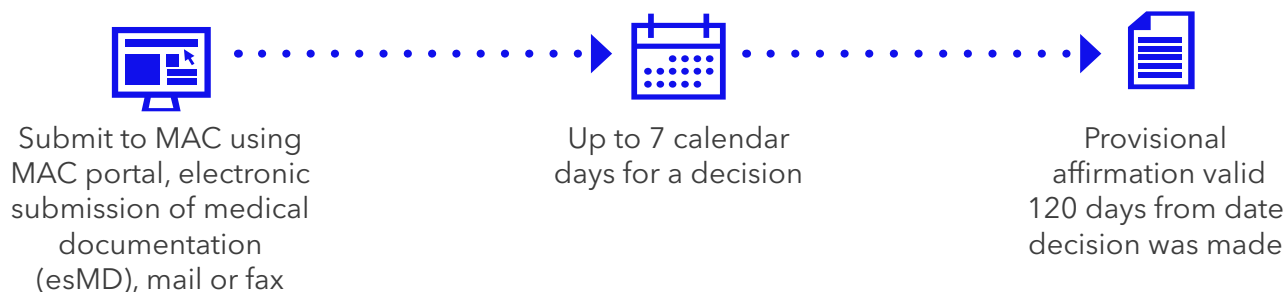 Submit to MAC using
MAC portal, electronic
submission of medical
documentation
(esMD), mail or fax
Up to 7 calendar
days for a decision
Provisional
affirmation valid
120 days from date
decision was made